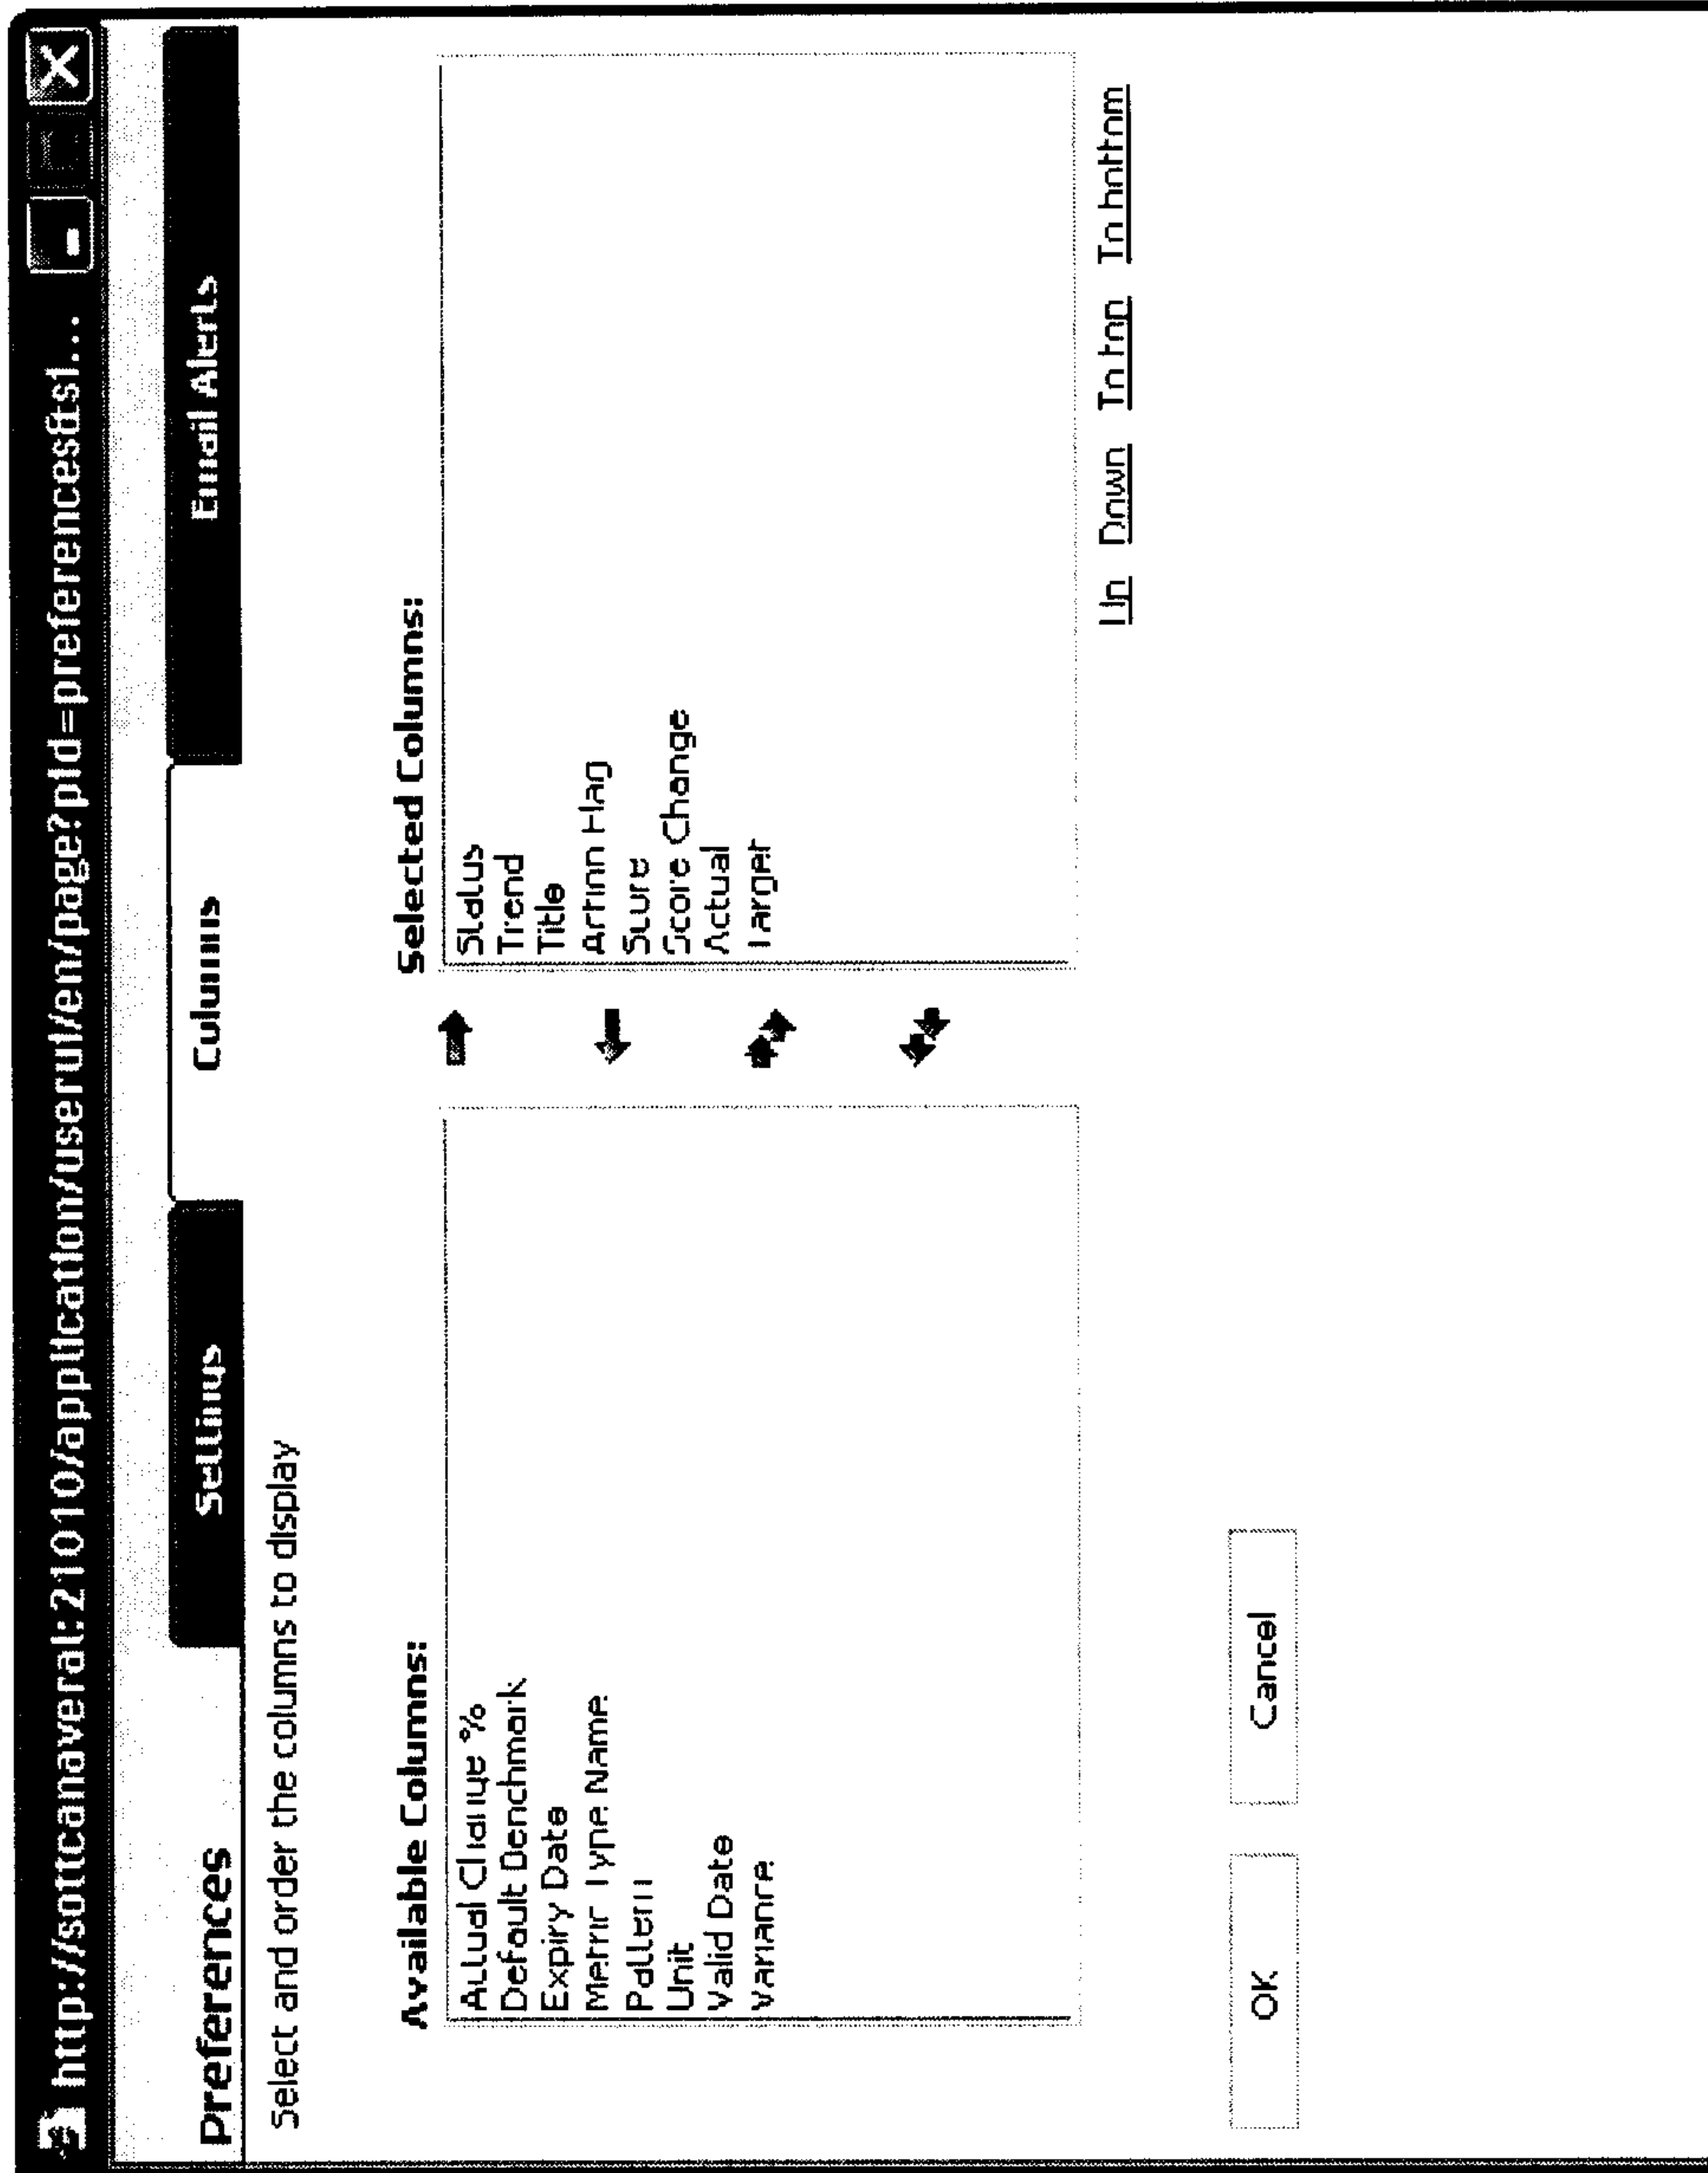 http://sottcanaveral:21010/application/userui/en/page?pid=preferences&ts1...
Preferences
Settings
Columns
Email Alerts
Select and order the columns to display
Available Columns:
Actual Change %
Default Benchmark
Expiry Date
Metric Type Name
Pattern
Unit
Valid Date
Variance
Selected Columns:
Status
Trend
Title
Action Flag
Score
Score Change
Actual
Target
Up Down To top To bottom
OK
Cancel